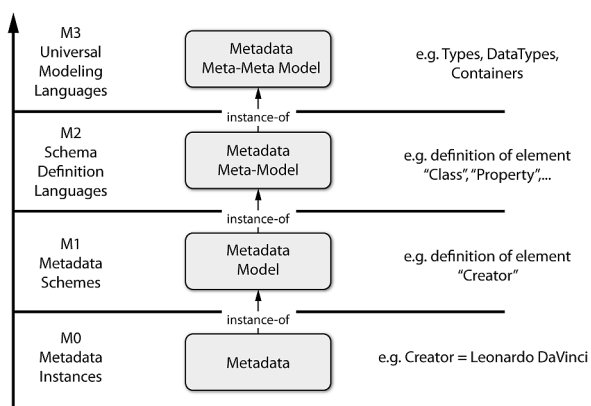 M3
Universal
Modeling
Languages
Metadata
Meta-Meta Model
e.g. Types, DataTypes,
Containers
instance-of
M2
Schema
Definition
Languages
Metadata
Meta-Model
e.g. definition of element
“Class”, “Property”,...
instance-of
M1
Metadata
Schemes
Metadata
Model
e.g. definition of element
“Creator”
instance-of
M0
Metadata
Instances
Metadata
e.g. Creator = Leonardo DaVinci